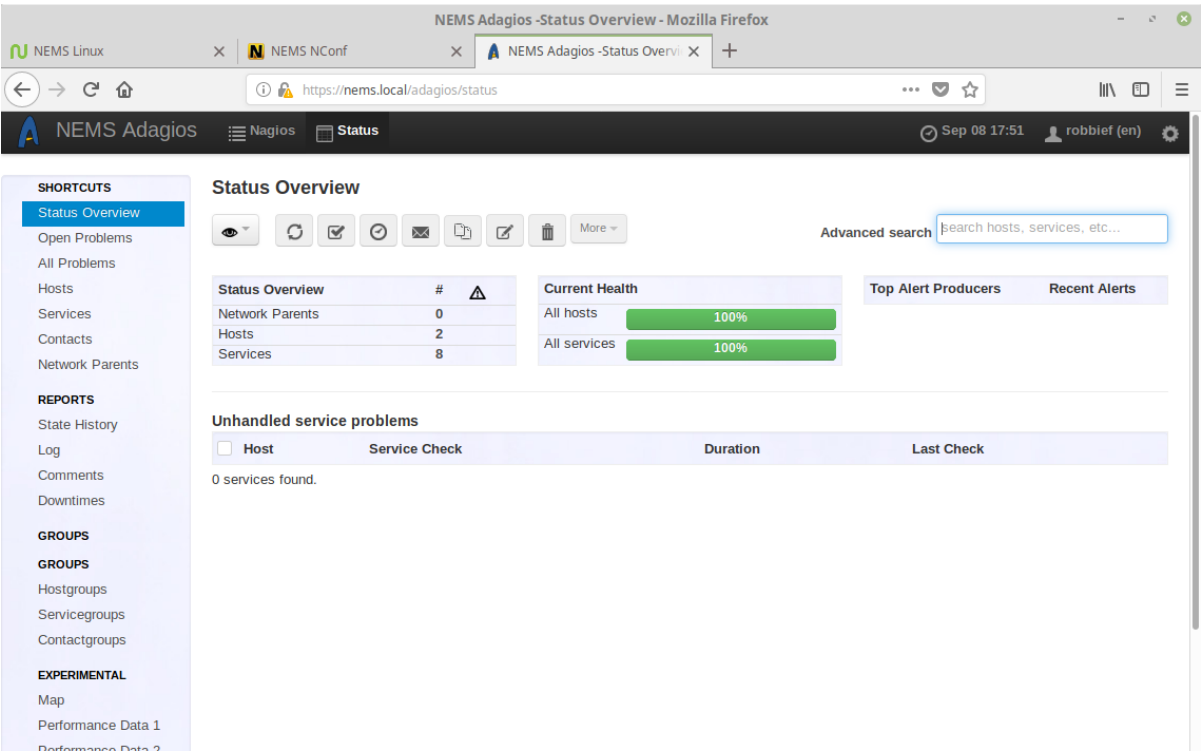 NEMS Adagios -Status Overview - Mozilla Firefox
NEMS Linux
NEMS NConf
NEMS Adagios -Status Overvi
https://nems.local/adagios/status
NEMS Adagios
Nagios
Status
Sep 08 17:51
robbief (en)
SHORTCUTS
Status Overview
Open Problems
All Problems
Hosts
Services
Contacts
Network Parents
REPORTS
State History
Log
Comments
Downtimes
GROUPS
GROUPS
Hostgroups
Servicegroups
Contactgroups
EXPERIMENTAL
Map
Performance Data 1
Performance Data 2
Status Overview
More
Advanced search
search hosts, services, etc...
Status Overview #
Network Parents 0
Hosts 2
Services 8
Current Health
All hosts 100%
All services 100%
Top Alert Producers Recent Alerts
Unhandled service problems
Host Service Check Duration Last Check
0 services found.